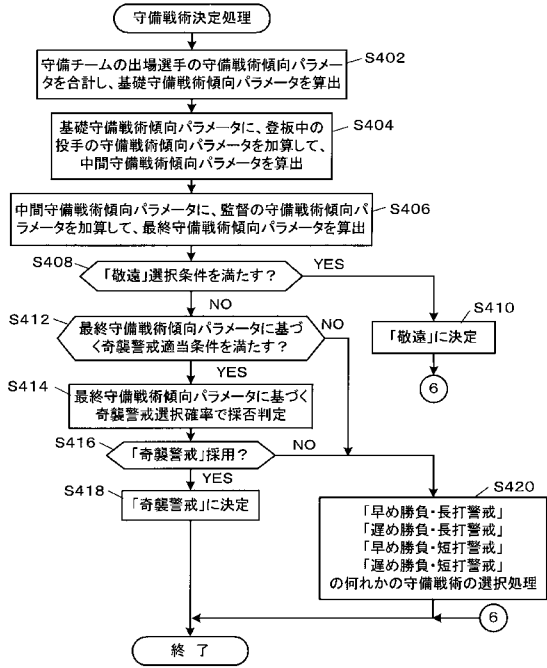 守備戦術決定処理
S402
守備チームの出場選手の守備戦術傾向パラメー
タを合計し、基礎守備戦術傾向パラメータを算出
S404
基礎守備戦術傾向パラメータに、登板中の
投手の守備戦術傾向パラメータを加算して、
中間守備戦術傾向パラメータを算出
S406
中間守備戦術傾向パラメータに、監督の守備戦術傾向パ
ラメータを加算して、最終守備戦術傾向パラメータを算出
S408
「敬遠」選択条件を満たす？
YES
NO
S410
「敬遠」に決定
6
S412
最終守備戦術傾向パラメータに基づ
く奇襲警戒適当条件を満たす？
NO
YES
S414
最終守備戦術傾向パラメータに基づく
奇襲警戒選択確率で採否判定
S416
「奇襲警戒」採用？
NO
YES
S418
「奇襲警戒」に決定
S420
「早め勝負・長打警戒」
「遅め勝負・長打警戒」
「早め勝負・短打警戒」
「遅め勝負・短打警戒」
の何れかの守備戦術の選択処理
6
終 了